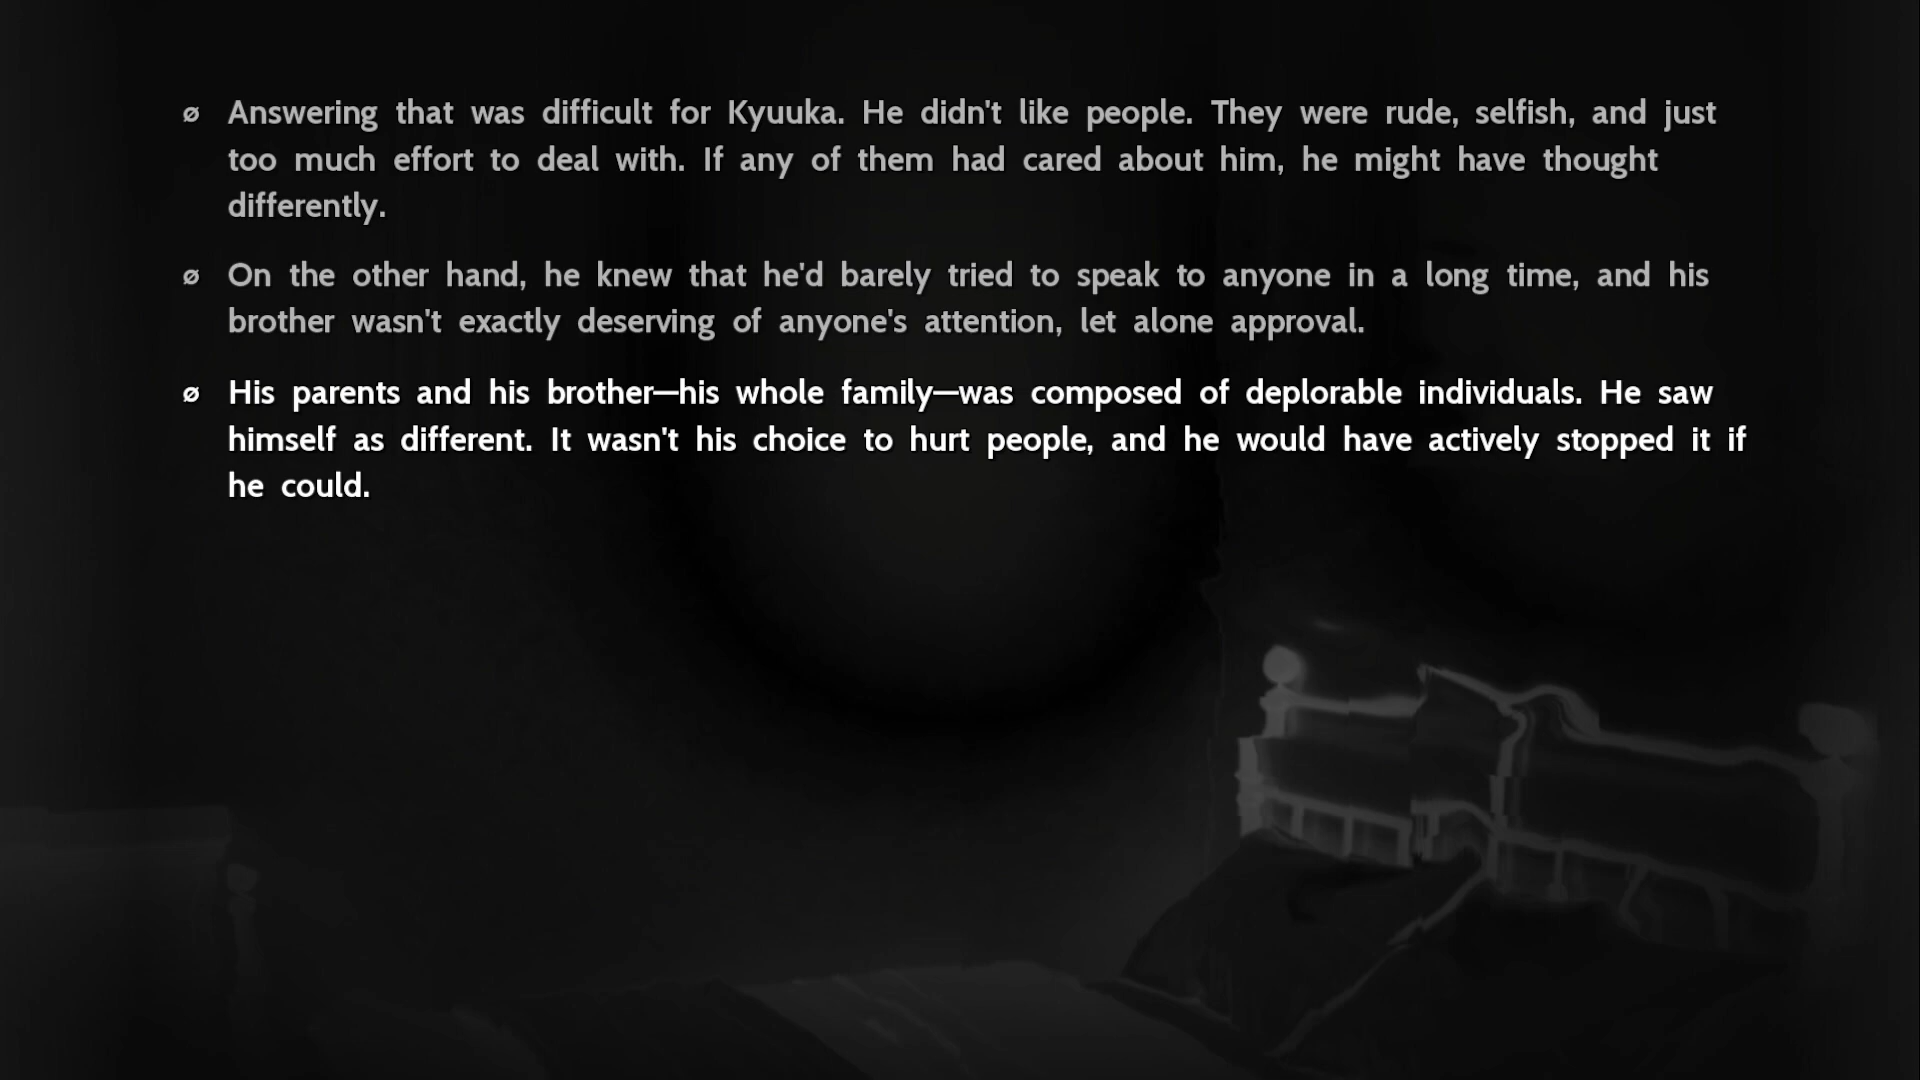 ø Answering that was difficult for Kyuuka. He didn't like people. They were rude, selfish, and just
too much effort to deal with. If any of them had cared about him, he might have thought
differently.
ø On the other hand, he knew that he'd barely tried to speak to anyone in a long time, and his
brother wasn't exactly deserving of anyone's attention, let alone approval.
ø His parents and his brother—his whole family—was composed of deplorable individuals. He saw
himself as different. It wasn't his choice to hurt people, and he would have actively stopped it if
he could.